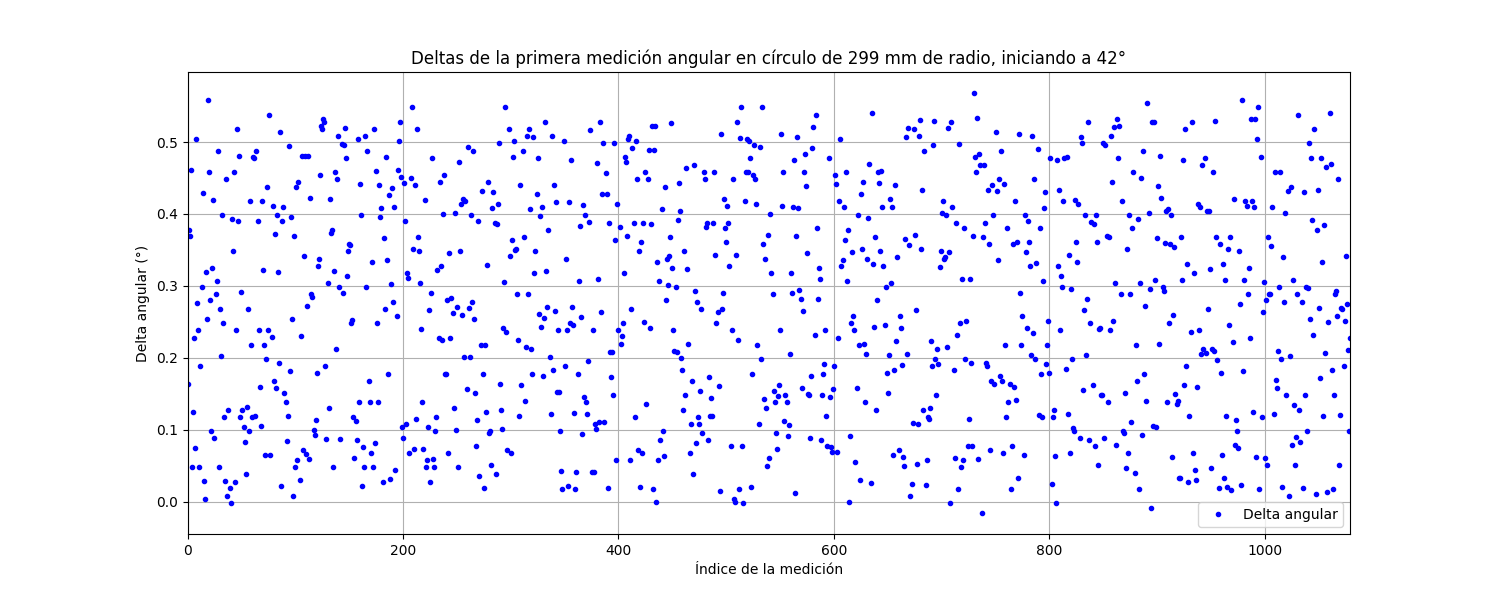 Deltas de la primera medición angular en círculo de 299 mm de radio, iniciando a 42°
Delta angular (°)
0.5
0.4
0.3
0.2
0.1
0.0
Delta angular
0 200 400 600 800 1000
Índice de la medición